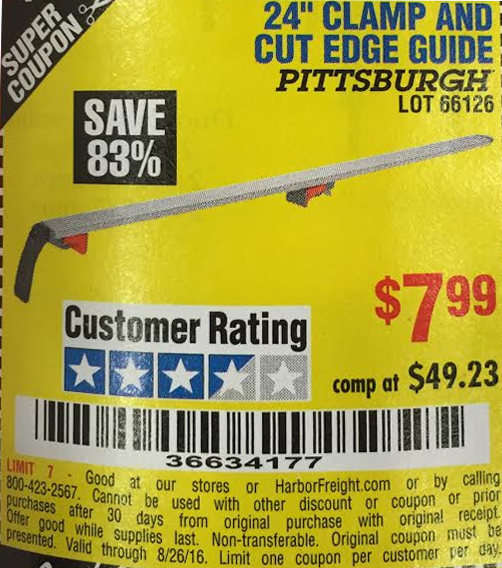 SUPER
COUPON
24" CLAMP AND
CUT EDGE GUIDE
PITTSBURGH
LOT 66126
SAVE
83%
$7 99
Customer Rating
comp at $49.23
36634177
LIMIT 7 - Good at our stores or HarborFreight.com or by calling
800-423-2567. Cannot be used with other discount or coupon or prior
purchases after 30 days from original purchase with original receipt.
Offer good while supplies last. Non-transferable. Original coupon must be
presented. Valid through 8/26/16. Limit one coupon per customer per day.